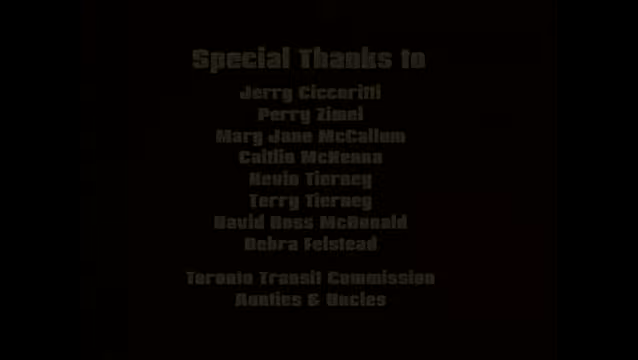 Special Thanks to
Jerry Ciccoritti
Perry Zimel
Mary Jane McCallum
Caitlin McKenna
Kevin Tierney
Terry Tierney
David Ross McDonald
Debra Felstead
Toronto Transit Commission
Aunties & Uncles